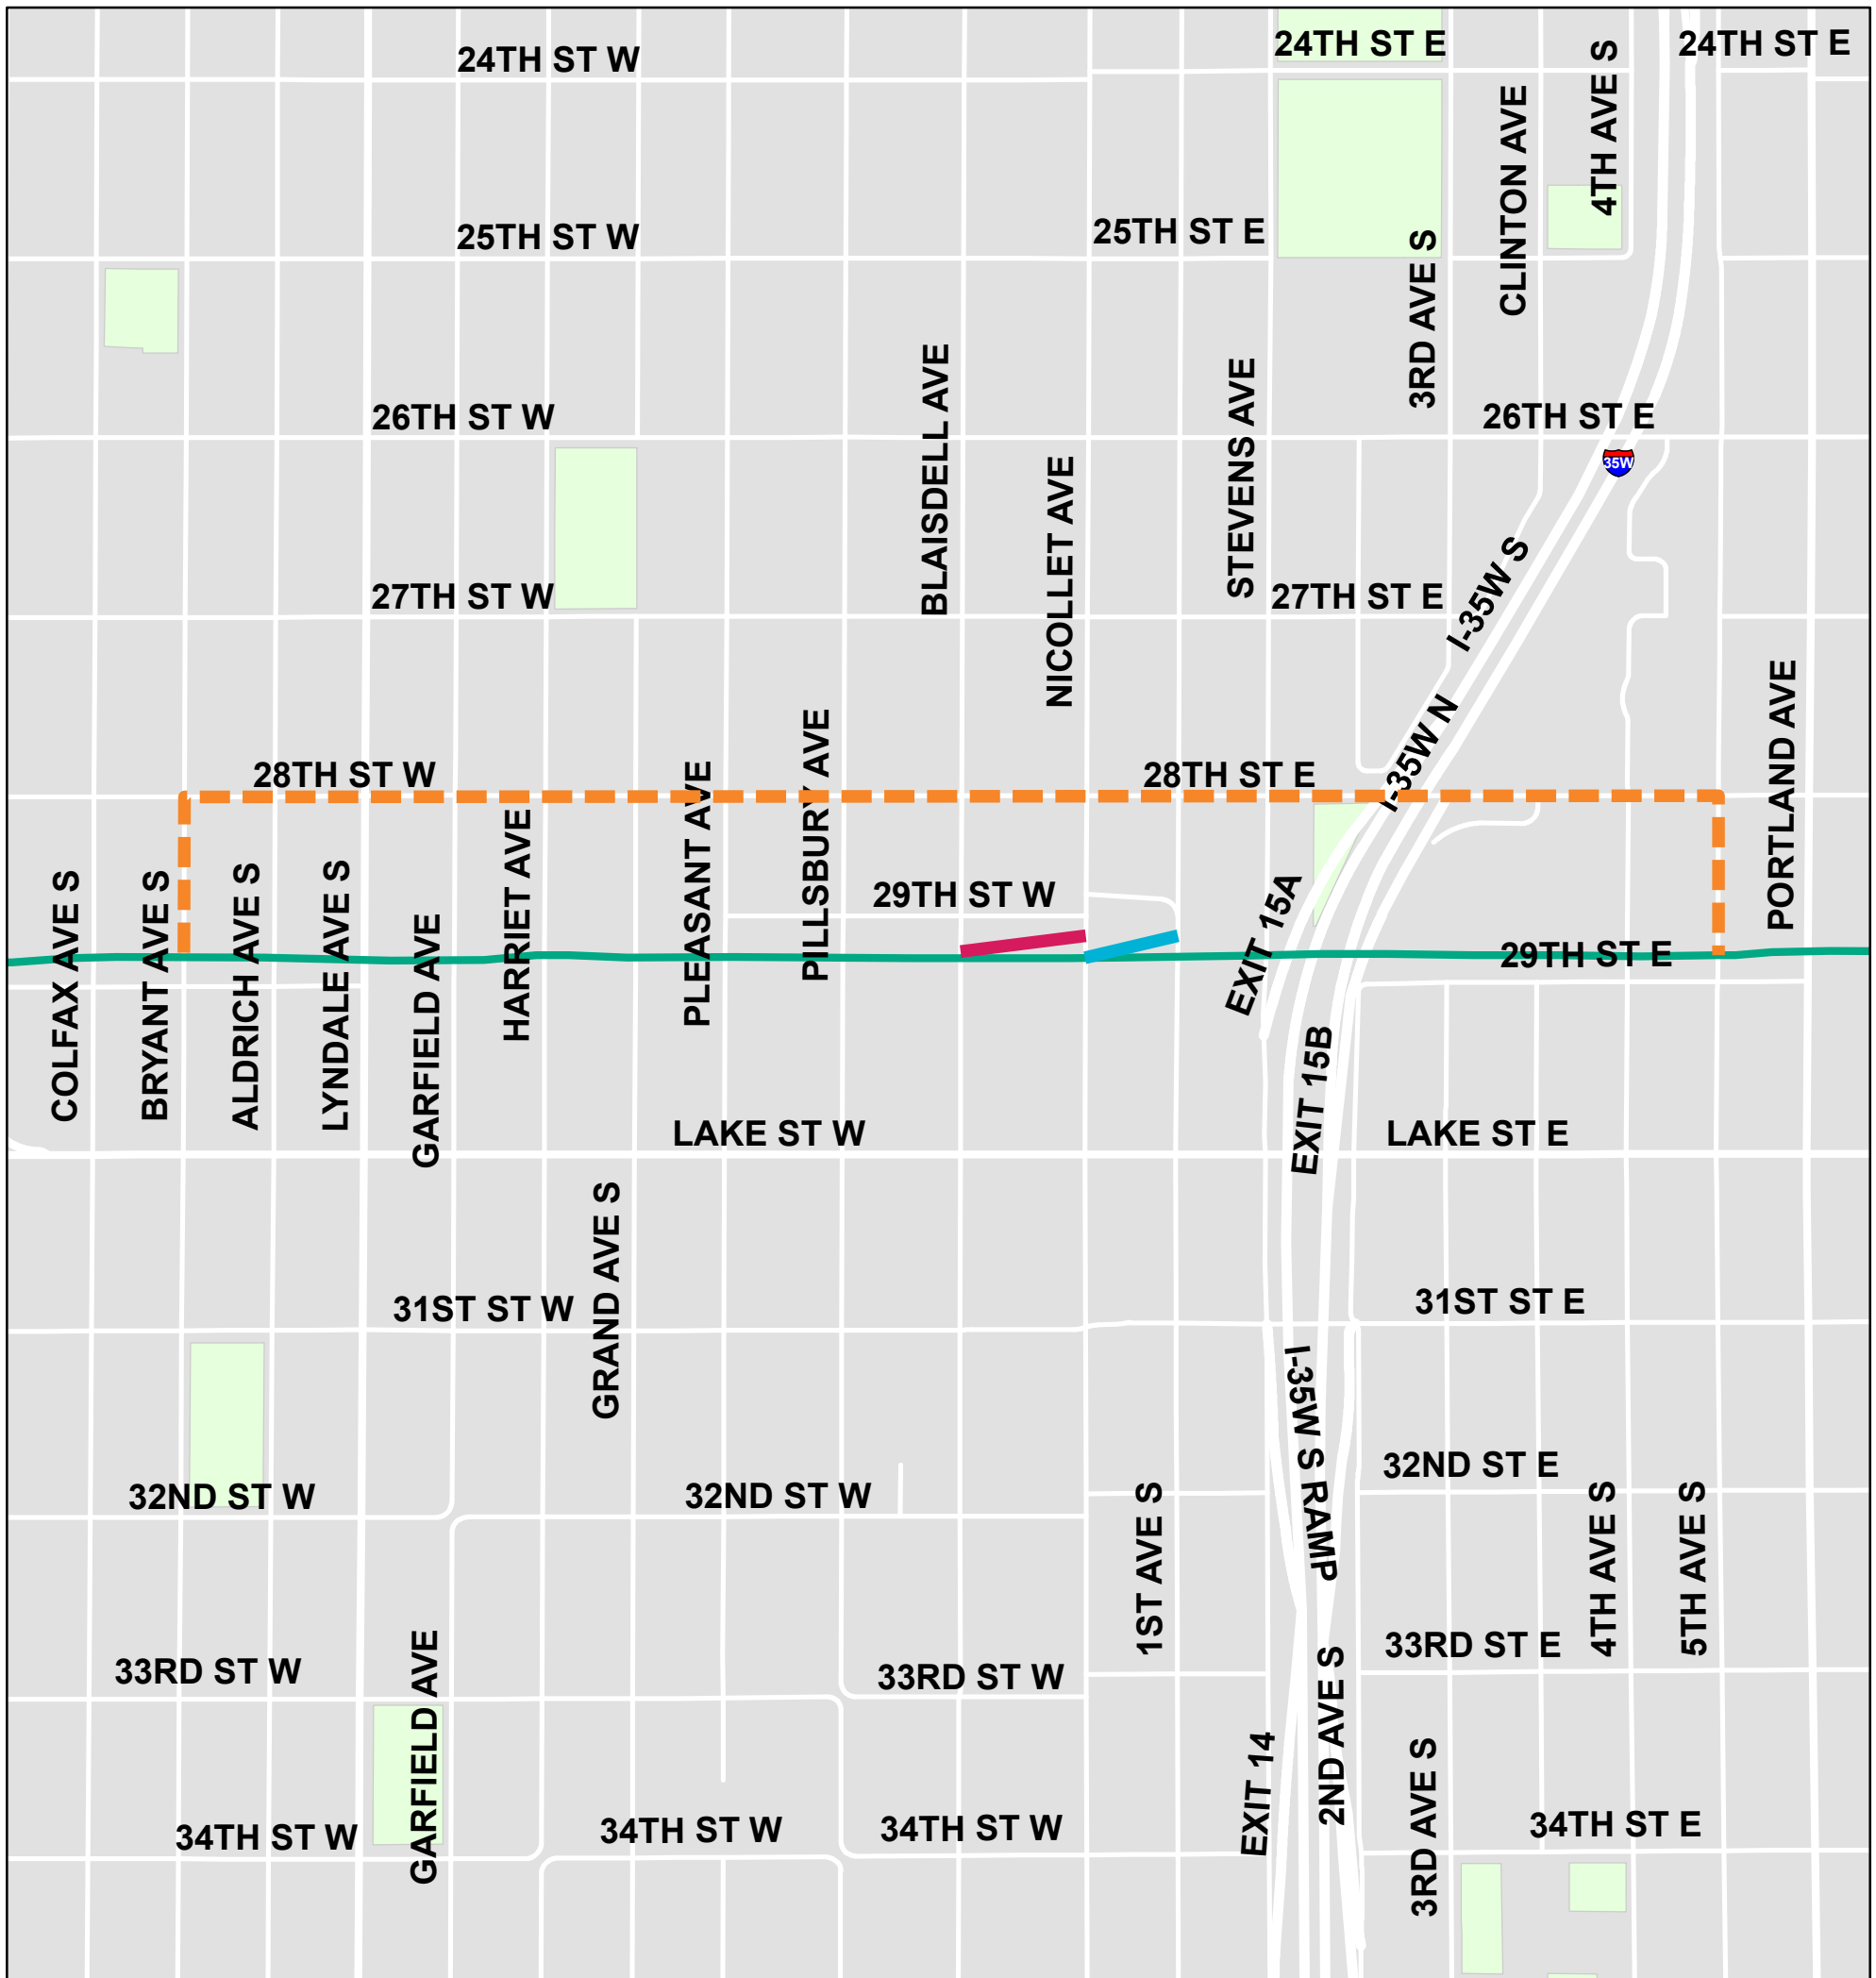 24TH ST W
24TH ST E
24TH ST E
4TH AVE S
CLINTON AVE
25TH ST W
25TH ST E
3RD AVE S
BLAISDELL AVE
STEVENS AVE
26TH ST W
26TH ST E
35W
NICOLLET AVE
27TH ST W
27TH ST E
I-35W S
I-35W N
PORTLAND AVE
28TH ST W
28TH ST E
PLEASANT AVE
PILLSBURY AVE
HARRIET AVE
COLFAX AVE S
BRYANT AVE S
ALDRICH AVE S
LYNDALE AVE S
GARFIELD AVE
29TH ST W
EXIT 15A
29TH ST E
EXIT 15B
LAKE ST W
LAKE ST E
GRAND AVE S
31ST ST W
31ST ST E
I-35W S RAMP
32ND ST W
32ND ST W
32ND ST E
1ST AVE S
4TH AVE S
5TH AVE S
33RD ST W
33RD ST W
33RD ST E
GARFIELD AVE
2ND AVE S
EXIT 14
3RD AVE S
34TH ST W
34TH ST W
34TH ST W
34TH ST E